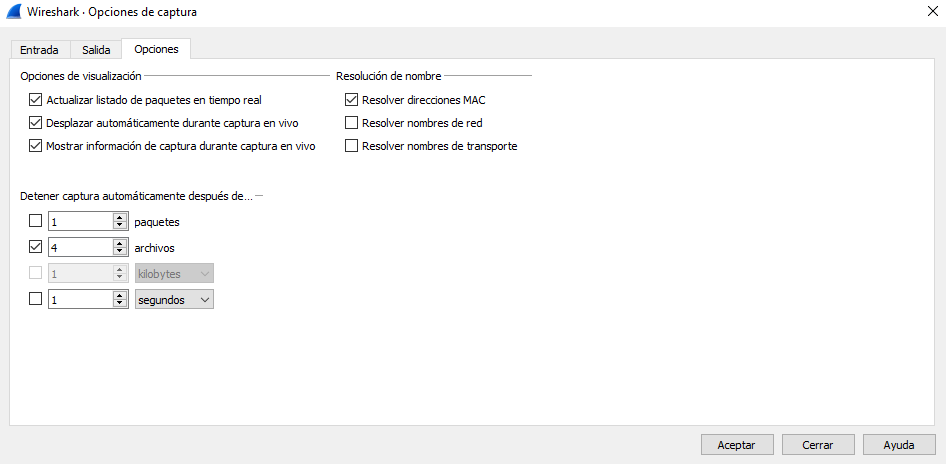 Wireshark · Opciones de captura
Entrada Salida Opciones
Opciones de visualización Resolución de nombre
Actualizar listado de paquetes en tiempo real Resolver direcciones MAC
Desplazar automáticamente durante captura en vivo Resolver nombres de red
Mostrar información de captura durante captura en vivo Resolver nombres de transporte
Detener captura automáticamente después de...
1 paquetes
4 archivos
1 kilobytes
1 segundos
Aceptar Cerrar Ayuda